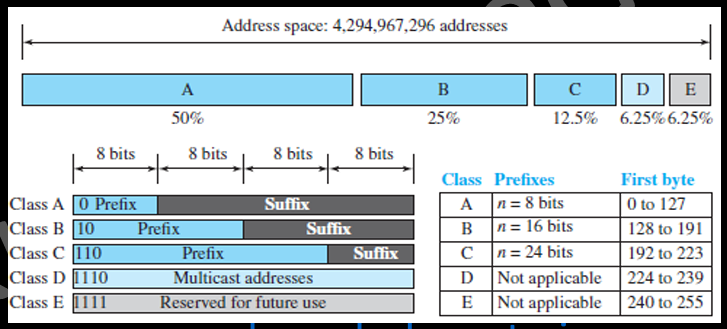 Address space: 4,294,967,296 addresses
A B C D E
50% 25% 12.5% 6.25% 6.25%
8 bits 8 bits 8 bits 8 bits
Class A 0 Prefix Suffix
Class B 10 Prefix Suffix
Class C 110 Prefix Suffix
Class D 1110 Multicast addresses
Class E 1111 Reserved for future use
Class Prefixes First byte
A n = 8 bits 0 to 127
B n = 16 bits 128 to 191
C n = 24 bits 192 to 223
D Not applicable 224 to 239
E Not applicable 240 to 255